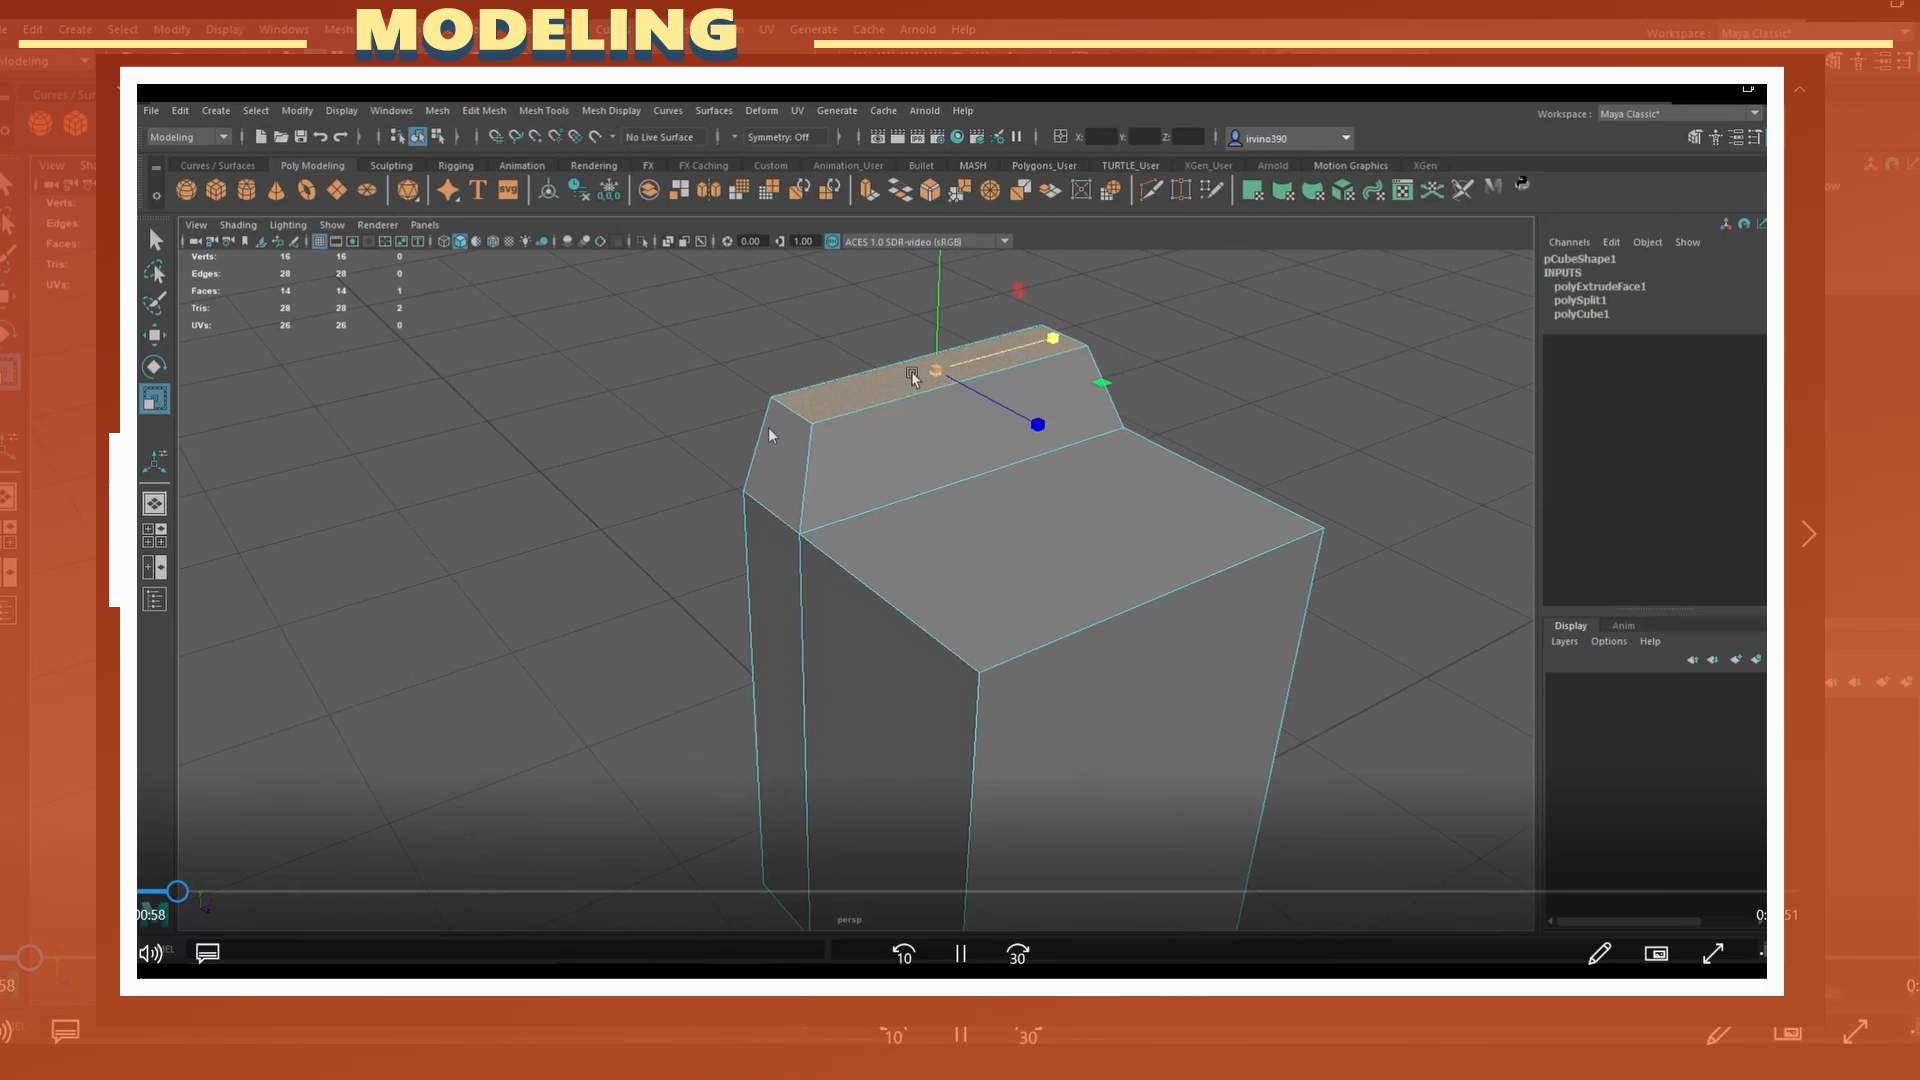 MODELING
File Edit Create Select Modify Display Windows Mesh Edit Mesh Mesh Tools Mesh Display Curves Surfaces Deform UV Generate Cache Arnold Help
Workspace : Maya Classic*
Modeling
No Live Surface
Symmetry: Off
X: Y: Z:
irvino390
Curves / Surfaces Poly Modeling Sculpting Rigging Animation Rendering FX FX Caching Custom Animation_User Bullet MASH Polygons_User TURTLE_User XGen_User Arnold Motion Graphics XGen
View Shading Lighting Show Renderer Panels
0.00 1.00 ACES 1.0 SDR-video (sRGB)
Verts: 16 16 0
Edges: 28 28 0
Faces: 14 14 1
Tris: 28 28 2
UVs: 26 26 0
Channels Edit Object Show
pCubeShape1
INPUTS
polyExtrudeFace1
polySplit1
polyCube1
Display Anim
Layers Options Help
persp
00:58
10
30